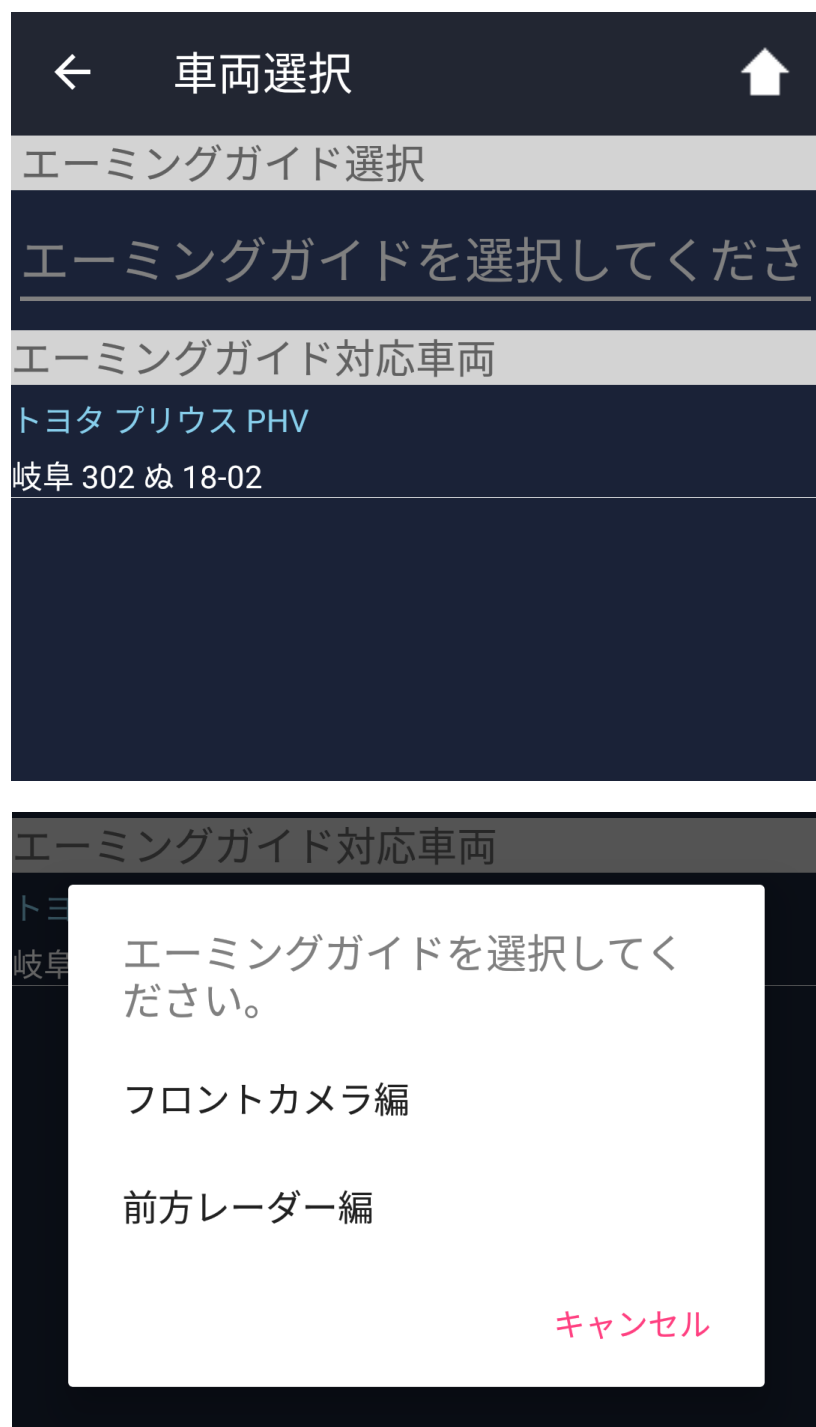 車両選択
エーミングガイド選択
エーミングガイドを選択してくださ
エーミングガイド対応車両
トヨタ プリウス PHV
岐阜 302 ぬ 18-02
エーミングガイド対応車両
トヨ
岐阜
エーミングガイドを選択してく
ださい。
フロントカメラ編
前方レーダー編
キャンセル